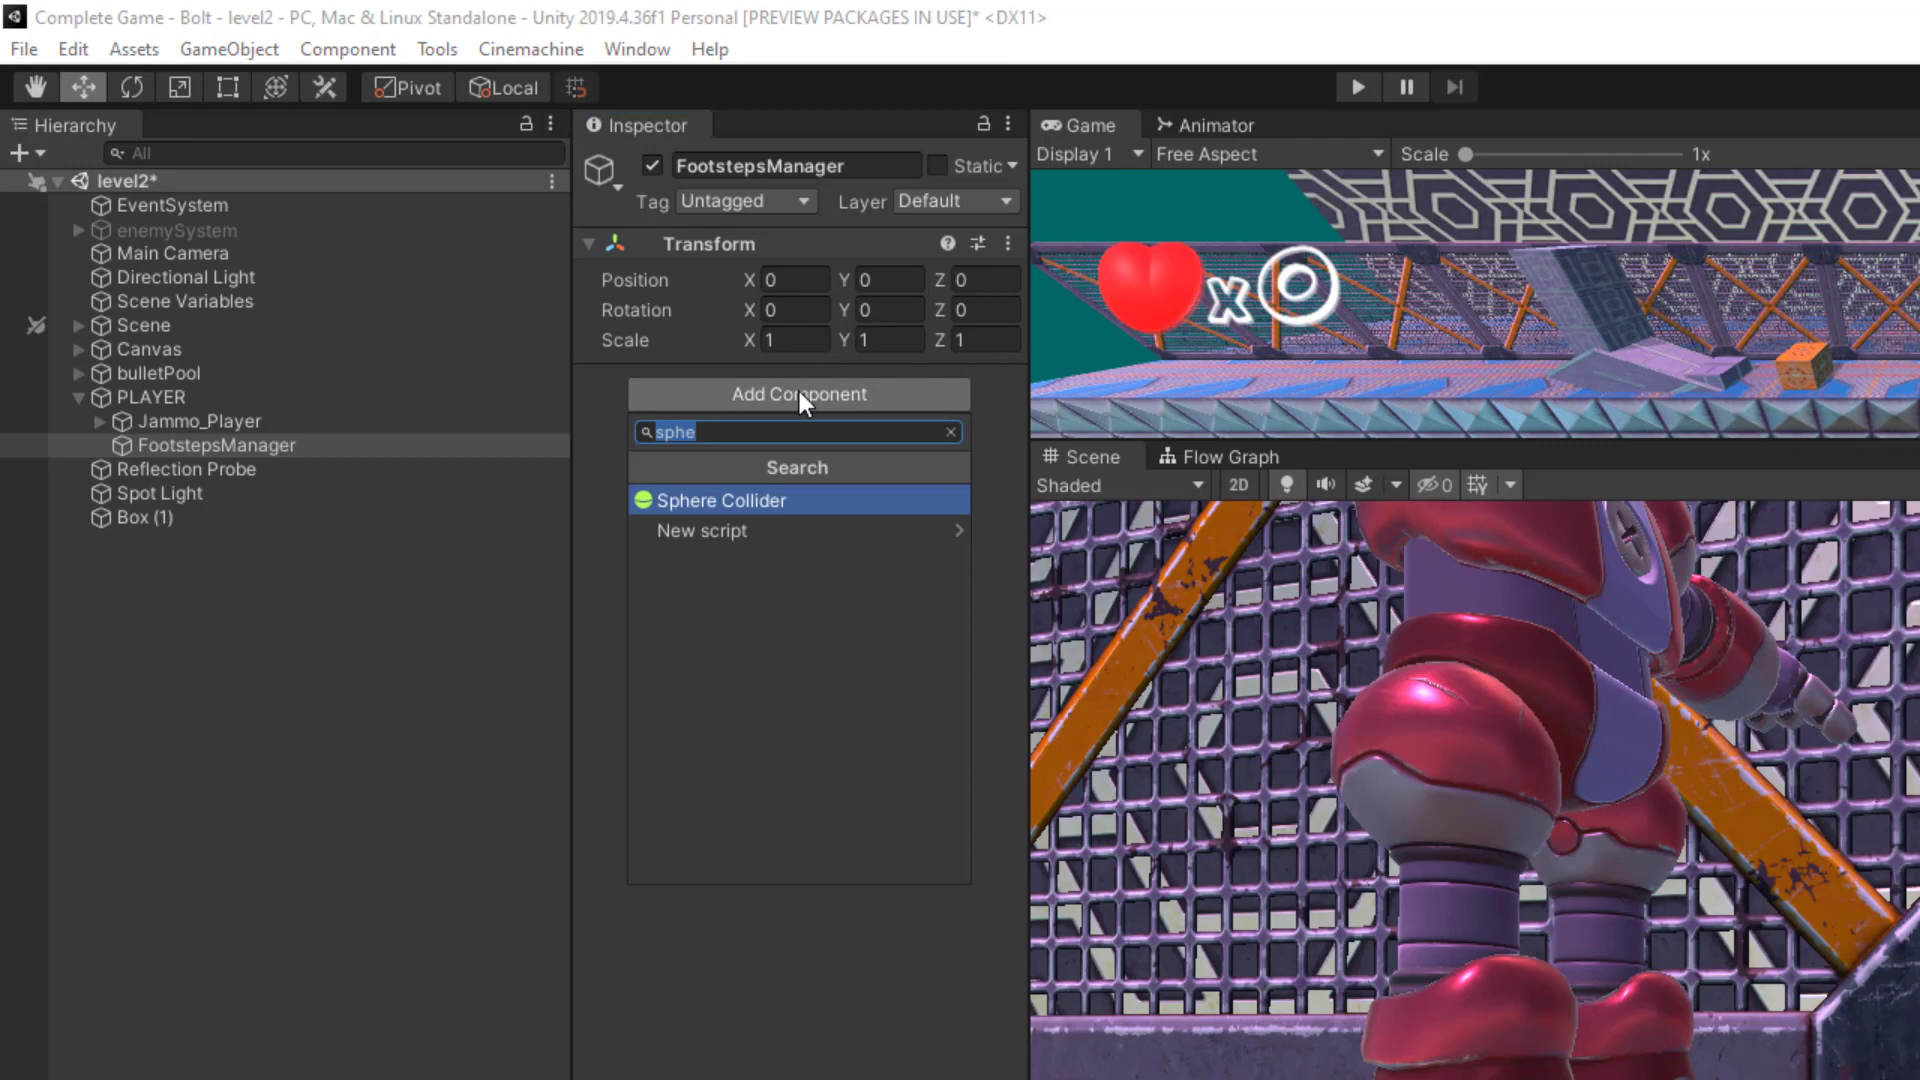 Complete Game - Bolt - level2 - PC, Mac & Linux Standalone - Unity 2019.4.36f1 Personal [PREVIEW PACKAGES IN USE]* <DX11>
File Edit Assets GameObject Component Tools Cinemachine Window Help
Pivot Local
Hierarchy
All
level2*
EventSystem
enemySystem
Main Camera
Directional Light
Scene Variables
Scene
Canvas
bulletPool
PLAYER
Jammo_Player
FootstepsManager
Reflection Probe
Spot Light
Box (1)
Inspector
FootstepsManager Static
Tag Untagged Layer Default
Transform
Position X 0 Y 0 Z 0
Rotation X 0 Y 0 Z 0
Scale X 1 Y 1 Z 1
Add Component
sphe
Search
Sphere Collider
New script
Game Animator
Display 1 Free Aspect Scale 1x
x0
Scene Flow Graph
Shaded 2D 0